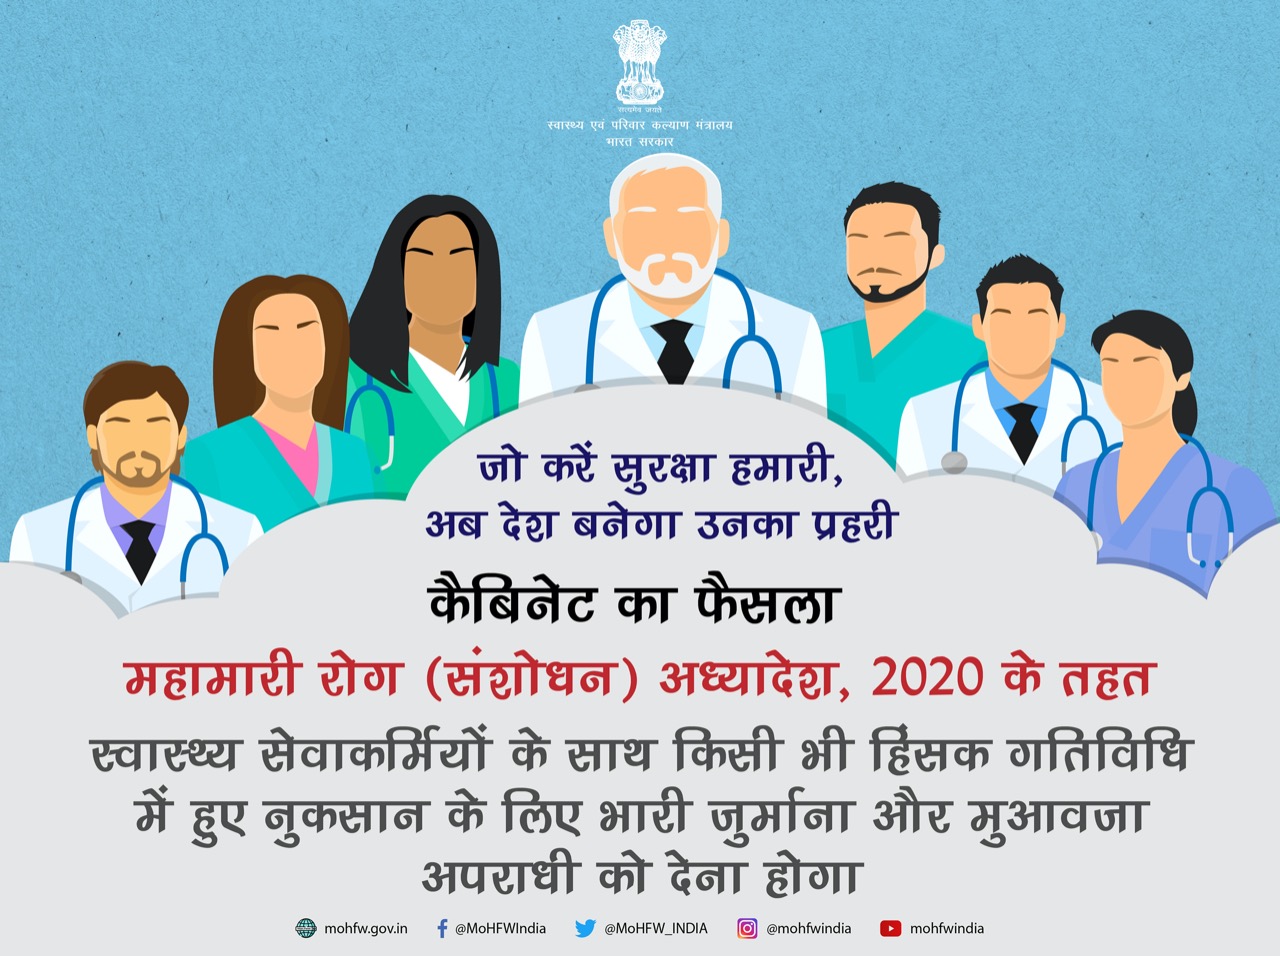 सत्यमेव जयते
स्वास्थ्य एवं परिवार कल्याण मंत्रालय
भारत सरकार
जो करें सुरक्षा हमारी,
अब देश बनेगा उनका प्रहरी
कैबिनेट का फैसला
महामारी रोग (संशोधन) अध्यादेश, 2020 के तहत
स्वास्थ्य सेवाकर्मियों के साथ किसी भी हिंसक गतिविधि
में हुए नुकसान के लिए भारी जुर्माना और मुआवजा
अपराधी को देना होगा
mohfw.gov.in @MoHFWIndia @MoHFW_INDIA @mohfwindia mohfwindia